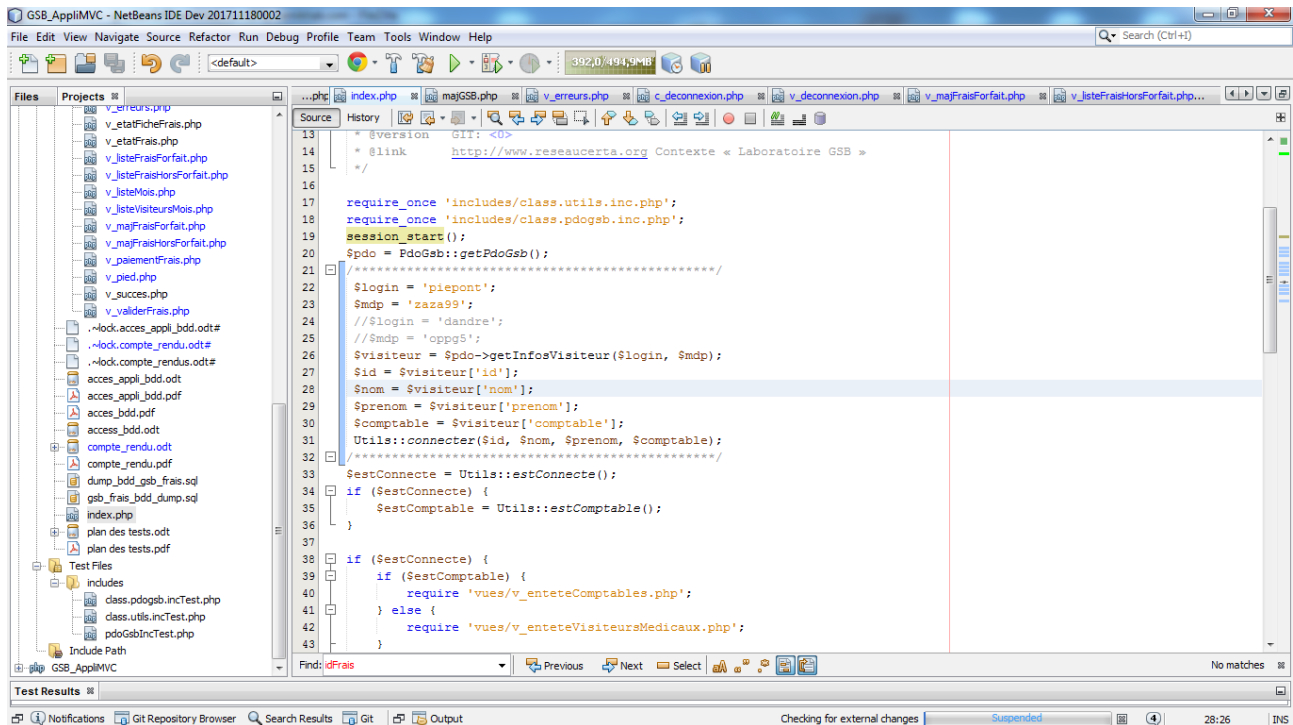 GSB_AppliMVC - NetBeans IDE Dev 201711180002
File Edit View Navigate Source Refactor Run Debug Profile Team Tools Window Help
Search (Ctrl+I)
<default>
392,0/494,9MB
Files Projects
v_erreurs.php
v_etatFicheFrais.php
v_etatFrais.php
v_listeFraisForfait.php
v_listeFraisHorsForfait.php
v_listeMois.php
v_listeVisiteursMois.php
v_majFraisForfait.php
v_majFraisHorsForfait.php
v_paiementFrais.php
v_pied.php
v_succes.php
v_validerFrais.php
.~lock.acces_appli_bdd.odt#
.~lock.compte_rendu.odt#
.~lock.compte_rendus.odt#
acces_appli_bdd.odt
acces_appli_bdd.pdf
acces_bdd.pdf
access_bdd.odt
compte_rendu.odt
compte_rendu.pdf
dump_bdd_gsb_frais.sql
gsb_frais_bdd_dump.sql
index.php
plan des tests.odt
plan des tests.pdf
Test Files
includes
class.pdogsb.incTest.php
class.utils.incTest.php
pdoGsbIncTest.php
Include Path
GSB_AppliMVC
...php index.php majGSB.php v_erreurs.php c_deconnexion.php v_deconnexion.php v_majFraisForfait.php v_listeFraisHorsForfait.php...
Source History
13 * @version GIT: <0>
14 * @link http://www.reseaucerta.org Contexte « Laboratoire GSB »
15 */
16
17 require_once 'includes/class.utils.inc.php';
18 require_once 'includes/class.pdogsb.inc.php';
19 session_start();
20 $pdo = PdoGsb::getPdoGsb();
21 /************************************************/
22 $login = 'piepont';
23 $mdp = 'zaza99';
24 //$login = 'dandre';
25 //$mdp = 'oppg5';
26 $visiteur = $pdo->getInfosVisiteur($login, $mdp);
27 $id = $visiteur['id'];
28 $nom = $visiteur['nom'];
29 $prenom = $visiteur['prenom'];
30 $comptable = $visiteur['comptable'];
31 Utils::connecter($id, $nom, $prenom, $comptable);
32 /************************************************/
33 $estConnecte = Utils::estConnecte();
34 if ($estConnecte) {
35 $estComptable = Utils::estComptable();
36 }
37
38 if ($estConnecte) {
39 if ($estComptable) {
40 require 'vues/v_enteteComptables.php';
41 } else {
42 require 'vues/v_enteteVisiteursMedicaux.php';
43 }
Find: idFrais Previous Next Select No matches
Test Results
Notifications Git Repository Browser Search Results Git Output Checking for external changes Suspended 4 28:26 INS